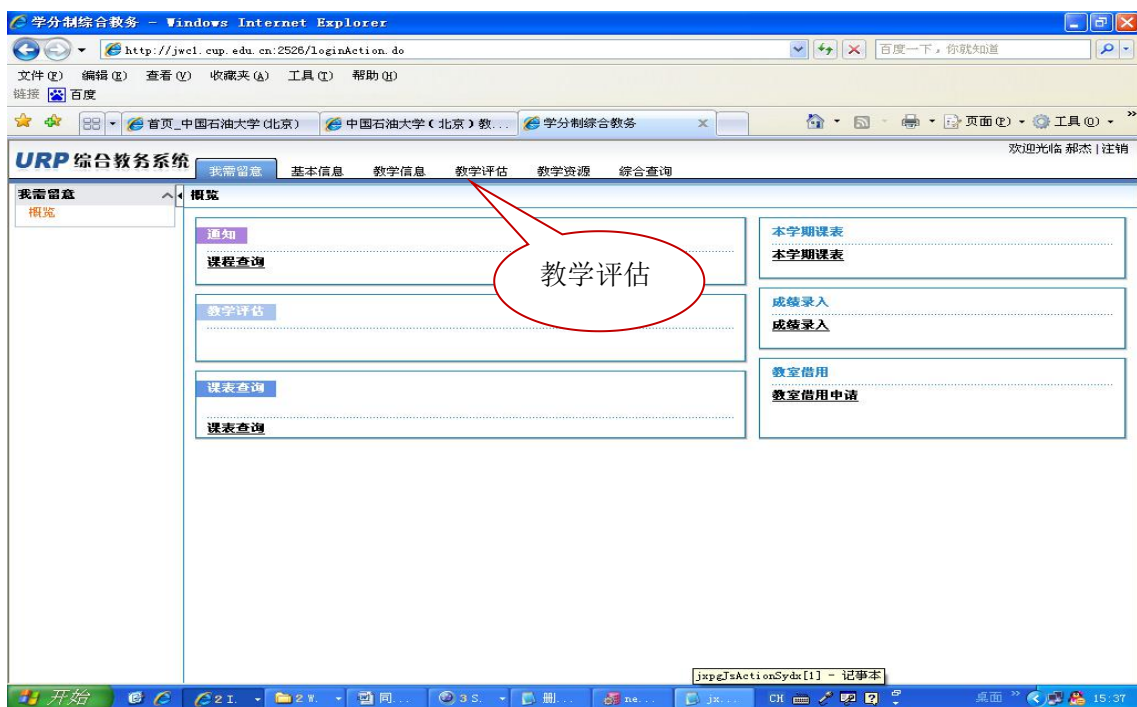 学分制综合教务 - Windows Internet Explorer
http://jwc1.cup.edu.cn:2526/loginAction.do
百度一下，你就知道
文件(F) 编辑(E) 查看(V) 收藏夹(A) 工具(T) 帮助(H)
链接 百度
首页_中国石油大学(北京) 中国石油大学(北京)教... 学分制综合教务 x 页面(P) 工具(O) »
欢迎光临 郝杰 | 注销
URP 综合教务系统 我需留意 基本信息 教学信息 教学评估 教学资源 综合查询
我需留意
概览
概览
通知
课程查询
教学评估
课表查询
课表查询
教学评估
本学期课表
本学期课表
成绩录入
成绩录入
教室借用
教室借用申请
jxpgJsActionSydx[1] - 记事本
开始 2 I. 2 W. 同... 3 S. 删... ne... jx... CH 桌面 » 15:37